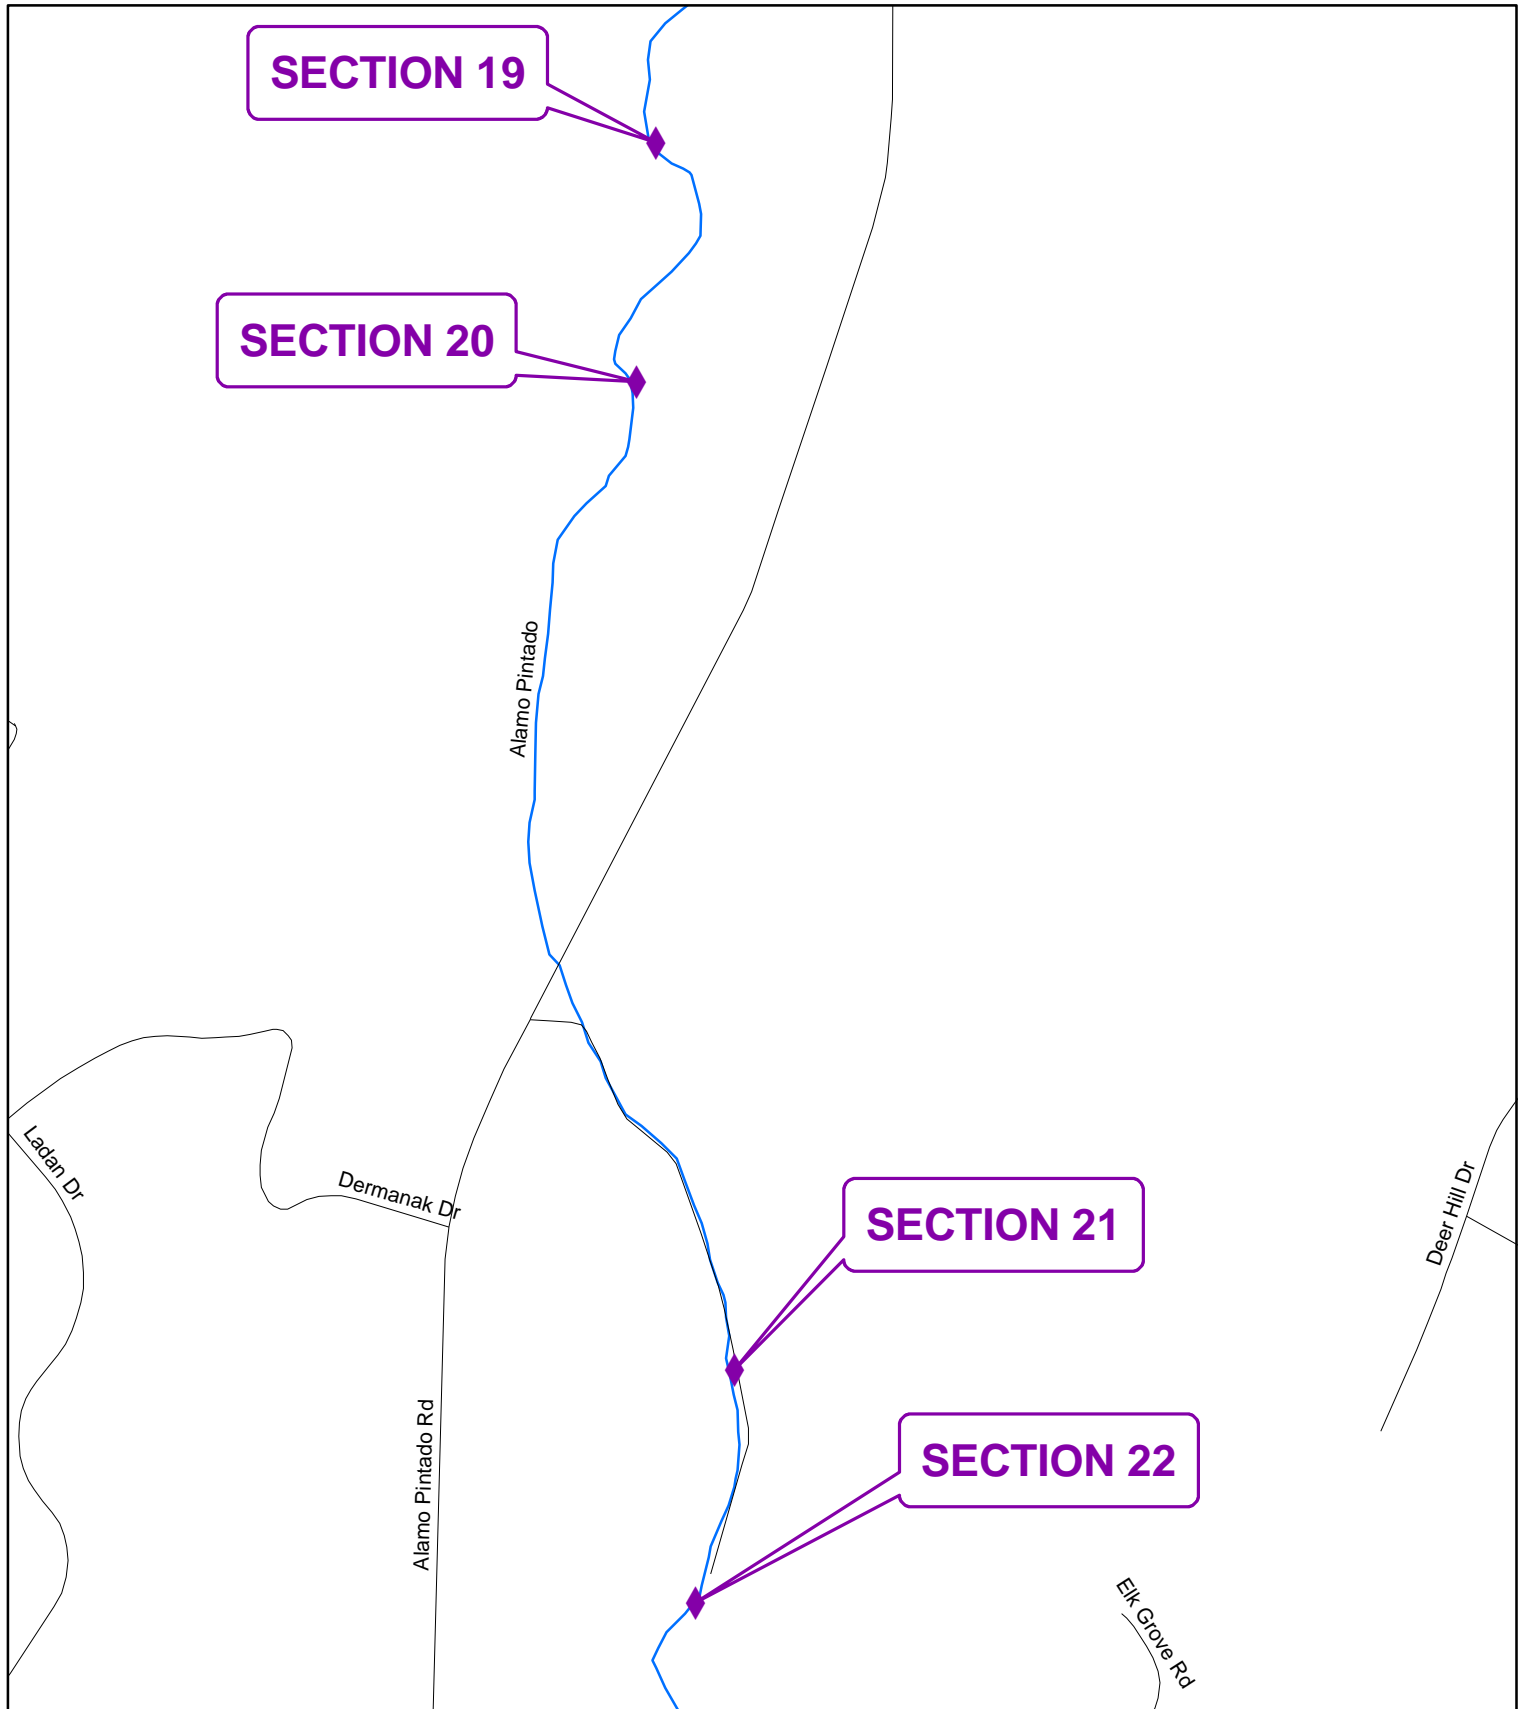 SECTION 19
SECTION 20
Alamo Pintado
Ladan Dr
Dermanak Dr
SECTION 21
Deer Hill Dr
Alamo Pintado Rd
SECTION 22
Elk Grove Rd